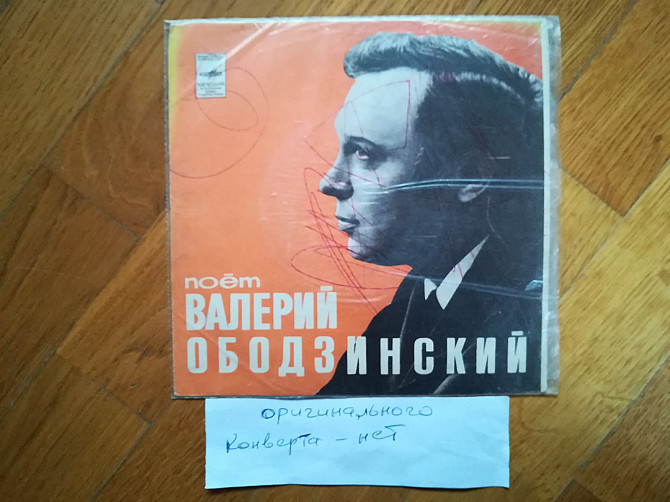 поёт
ВАЛЕРИЙ
ОБОДЗИНСКИЙ
оригинального
конверта – нет